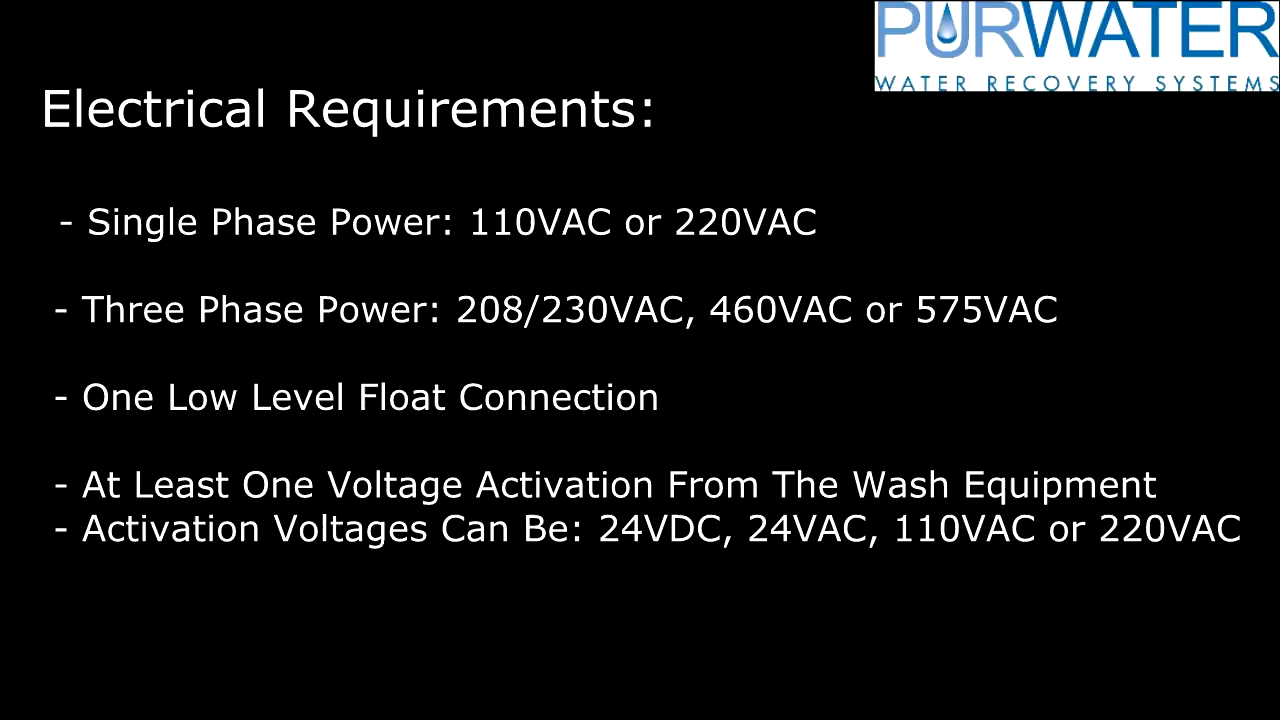 PURWATER
WATER RECOVERY SYSTEMS
Electrical Requirements:
- Single Phase Power: 110VAC or 220VAC
- Three Phase Power: 208/230VAC, 460VAC or 575VAC
- One Low Level Float Connection
- At Least One Voltage Activation From The Wash Equipment
- Activation Voltages Can Be: 24VDC, 24VAC, 110VAC or 220VAC